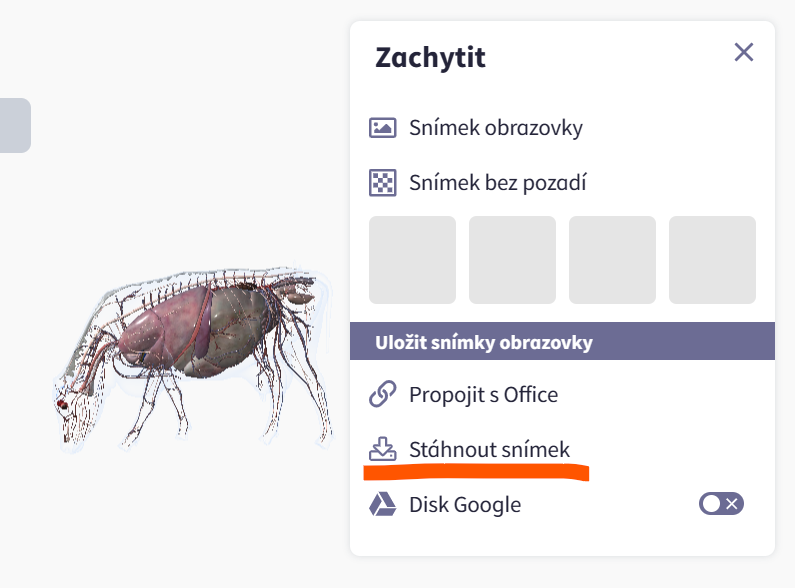 Zachytit
Snímek obrazovky
Snímek bez pozadí
Uložit snímky obrazovky
Propojit s Office
Stáhnout snímek
Disk Google